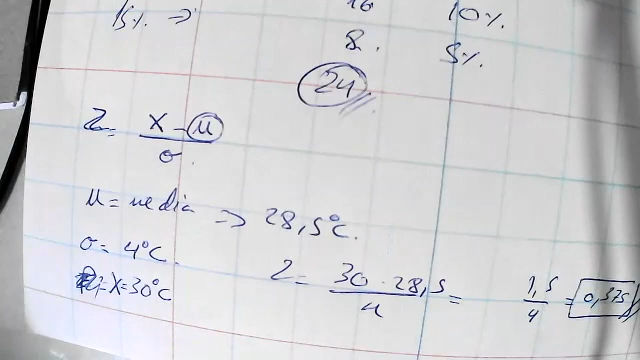 15% ⇒
16 10%
8. 5%
24
Z = X - μ / σ
μ = media ⇒ 28,5°C.
σ = 4°C.
X = 30°C
Z = 30 - 28,5 / 4 = 1,5 / 4 = 0,375